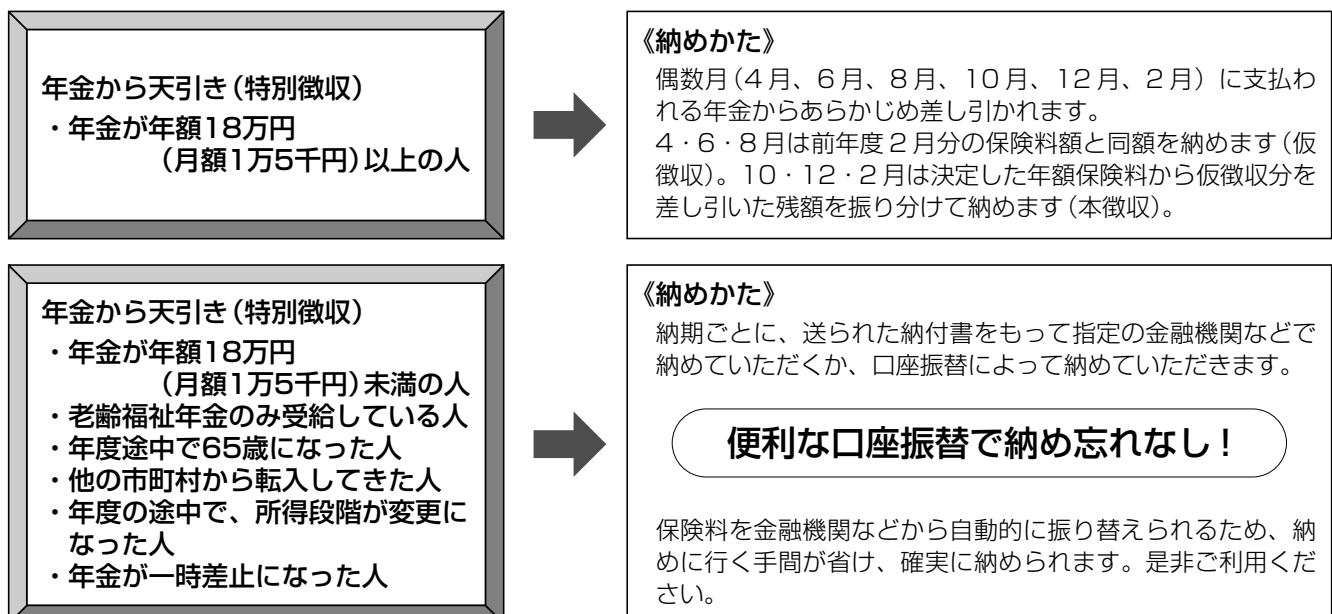 年金から天引き（特別徴収）
・年金が年額18万円
（月額1万5千円）以上の人
《納めかた》
偶数月（4月、6月、8月、10月、12月、2月）に支払わ
れる年金からあらかじめ差し引かれます。
4・6・8月は前年度2月分の保険料額と同額を納めます（仮
徴収）。10・12・2月は決定した年額保険料から仮徴収分を
差し引いた残額を振り分けて納めます（本徴収）。
年金から天引き（特別徴収）
・年金が年額18万円
（月額1万5千円）未満の人
・老齢福祉年金のみ受給している人
・年度途中で65歳になった人
・他の市町村から転入してきた人
・年度の途中で、所得段階が変更に
なった人
・年金が一時差止になった人
《納めかた》
納期ごとに、送られた納付書をもって指定の金融機関などで
納めていただくか、口座振替によって納めていただきます。
便利な口座振替で納め忘れなし！
保険料を金融機関などから自動的に振り替えられるため、納
めに行く手間が省け、確実に納められます。是非ご利用くだ
さい。